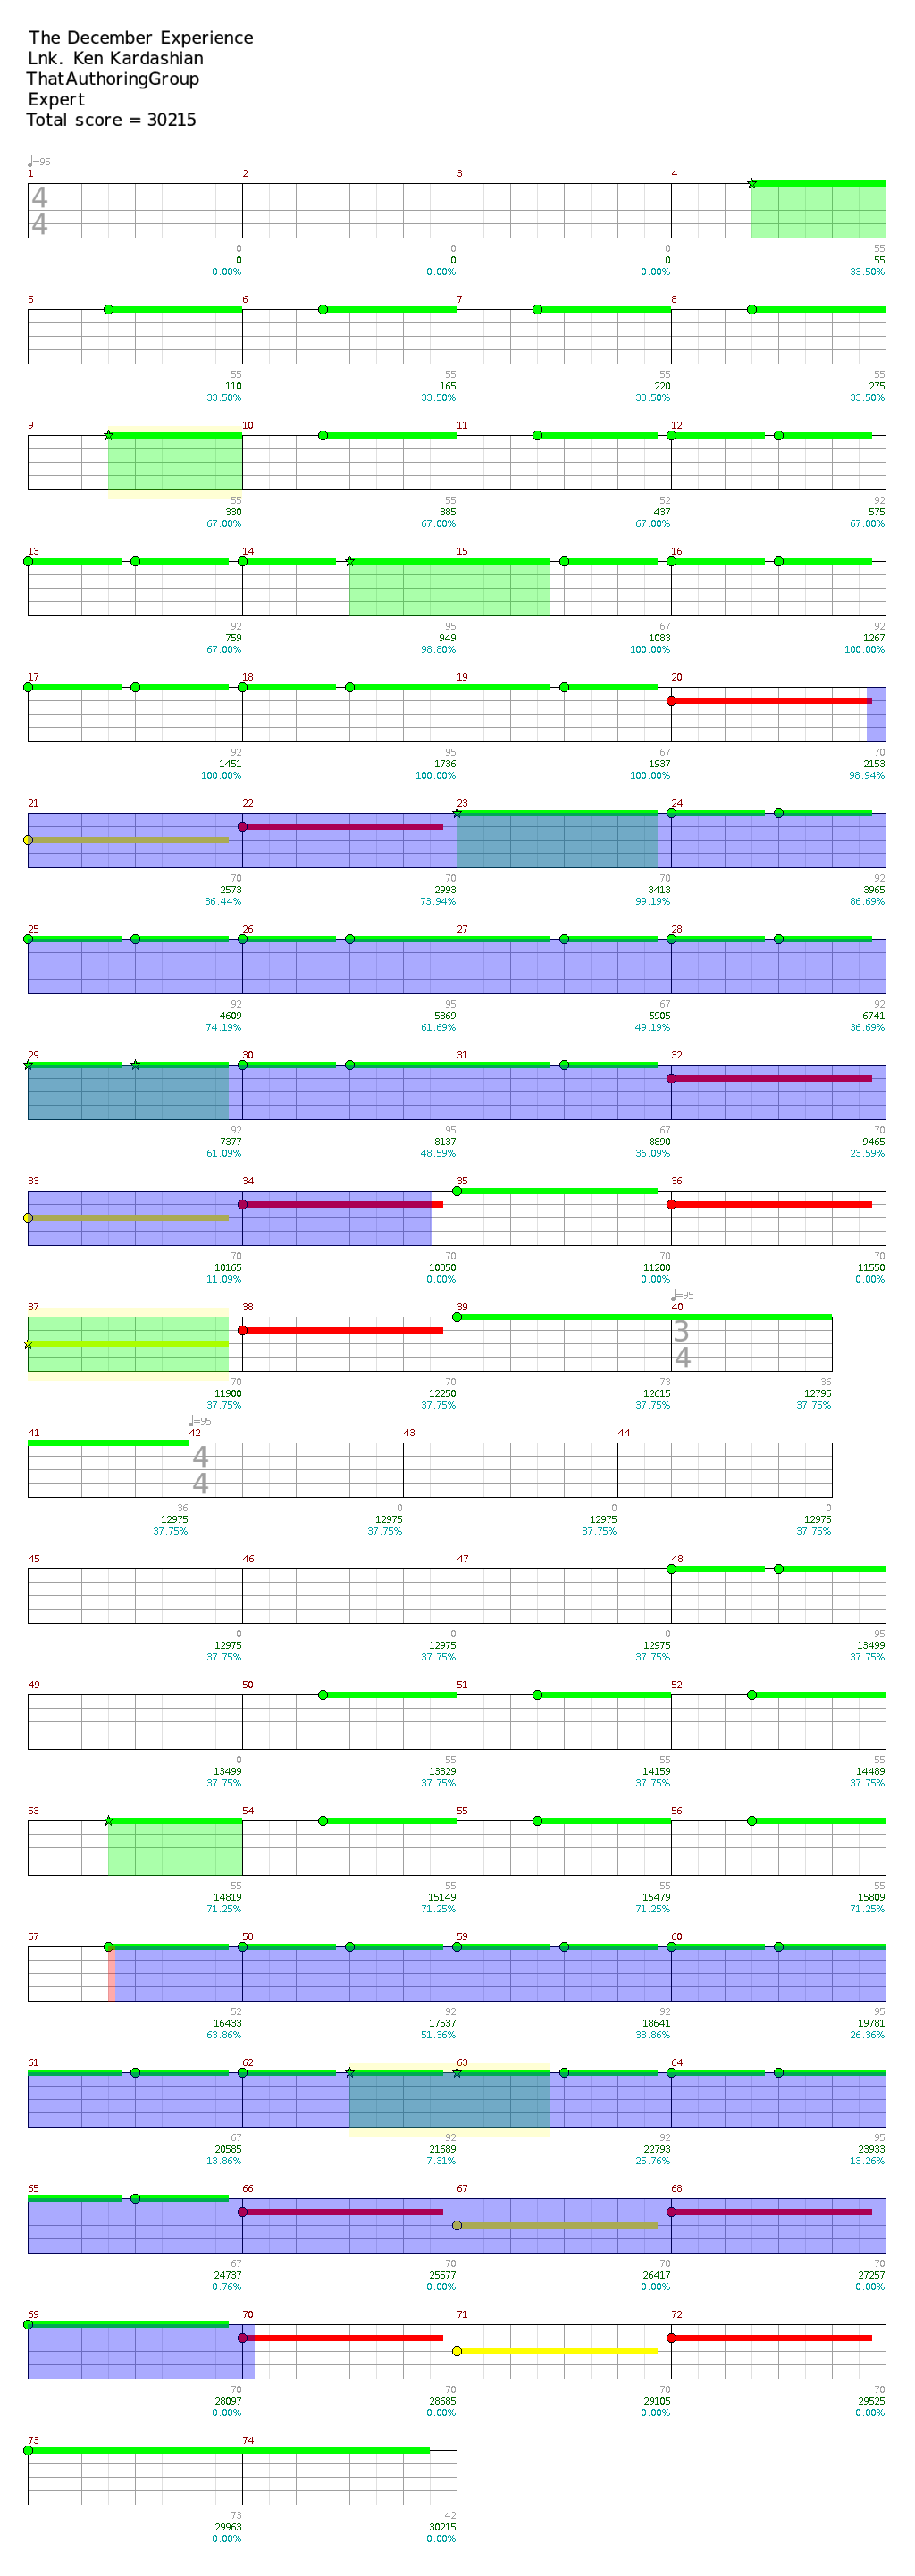 The December Experience
Lnk. Ken Kardashian
ThatAuthoringGroup
Expert
Total score = 30215
♩=95
1 2 3 4
4
4
0 0 0 55
0 0 0 55
0.00% 0.00% 0.00% 33.50%
5 6 7 8
55 55 55 55
110 165 220 275
33.50% 33.50% 33.50% 33.50%
9 10 11 12
55 55 52 92
330 385 437 575
67.00% 67.00% 67.00% 67.00%
13 14 15 16
92 95 67 92
759 949 1083 1267
67.00% 98.80% 100.00% 100.00%
17 18 19 20
92 95 67 70
1451 1736 1937 2153
100.00% 100.00% 100.00% 98.94%
21 22 23 24
70 70 70 92
2573 2993 3413 3965
86.44% 73.94% 99.19% 86.69%
25 26 27 28
92 95 67 92
4609 5369 5905 6741
74.19% 61.69% 49.19% 36.69%
29 30 31 32
92 95 67 70
7377 8137 8890 9465
61.09% 48.59% 36.09% 23.59%
33 34 35 36
70 70 70 70
10165 10850 11200 11550
11.09% 0.00% 0.00% 0.00%
♩=95
37 38 39 40
3
4
70 70 73 36
11900 12250 12615 12795
37.75% 37.75% 37.75% 37.75%
♩=95
41 42 43 44
4
4
36 0 0 0
12975 12975 12975 12975
37.75% 37.75% 37.75% 37.75%
45 46 47 48
0 0 0 95
12975 12975 12975 13499
37.75% 37.75% 37.75% 37.75%
49 50 51 52
0 55 55 55
13499 13829 14159 14489
37.75% 37.75% 37.75% 37.75%
53 54 55 56
55 55 55 55
14819 15149 15479 15809
71.25% 71.25% 71.25% 71.25%
57 58 59 60
52 92 92 95
16433 17537 18641 19781
63.86% 51.36% 38.86% 26.36%
61 62 63 64
67 92 92 95
20585 21689 22793 23933
13.86% 7.31% 25.76% 13.26%
65 66 67 68
67 70 70 70
24737 25577 26417 27257
0.76% 0.00% 0.00% 0.00%
69 70 71 72
70 70 70 70
28097 28685 29105 29525
0.00% 0.00% 0.00% 0.00%
73 74
73 42
29963 30215
0.00% 0.00%